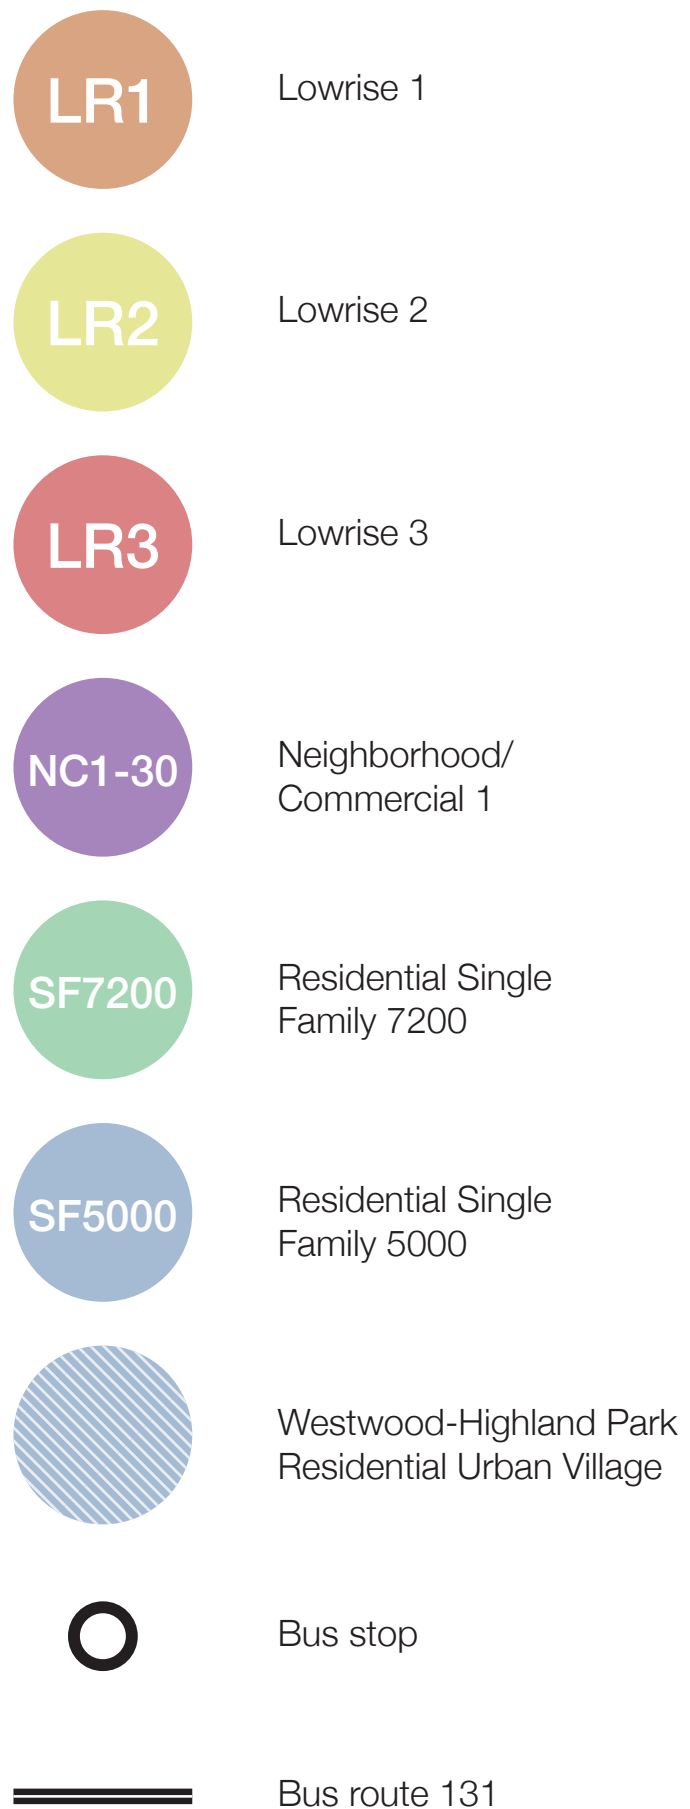 LR1
Lowrise 1
LR2
Lowrise 2
LR3
Lowrise 3
NC1-30
Neighborhood/
Commercial 1
SF7200
Residential Single
Family 7200
SF5000
Residential Single
Family 5000
Westwood-Highland Park
Residential Urban Village
Bus stop
Bus route 131